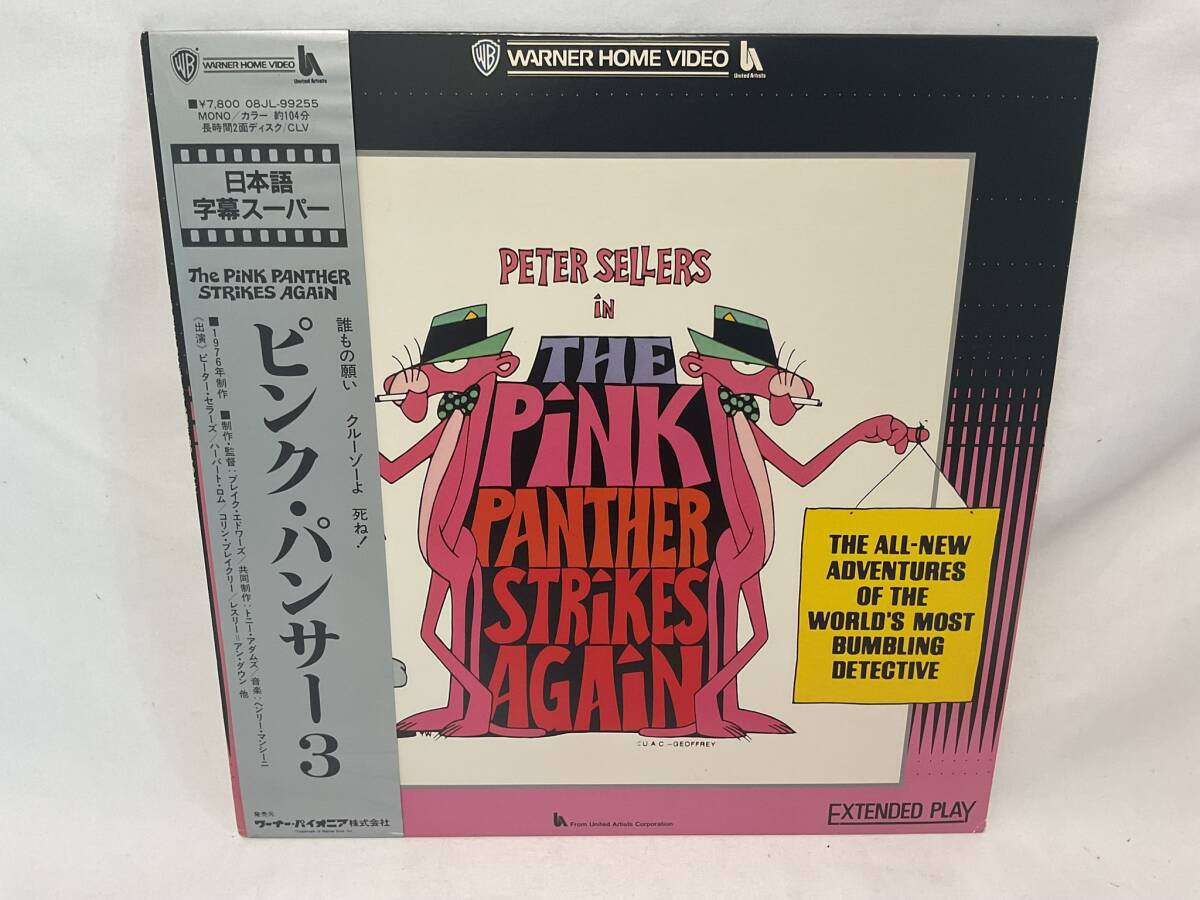 WB WARNER HOME VIDEO
United Artists
■¥7,800 08JL-99255
MONO/カラー 約104分
長時間2面ディスク/CLV
日本語
字幕スーパー
The PiNK PANTHER
STRiKES AGAiN
誰もの願い クルーゾーよ 死ね!
ピンク・パンサー3
■1976年制作 ■制作・監督:ブレイク・エドワーズ/共同制作:トニー・アダムズ/音楽:ヘンリー・マンシーニ
《出演》ピーター・セラーズ/ハーバート・ロム/コリン・ブレイクリー/レスリー=アン・ダウン 他
発売元
ワーナー・パイオニア株式会社
Trademark of Warner Bros. Inc.
WB WARNER HOME VIDEO
United Artists
PETER SELLERS
iN
THE
PiNK
PANTHER
STRiKES
AGAiN
THE ALL-NEW
ADVENTURES
OF THE
WORLD'S MOST
BUMBLING
DETECTIVE
©U A C —GEOFFREY
From United Artists Corporation
EXTENDED PLAY